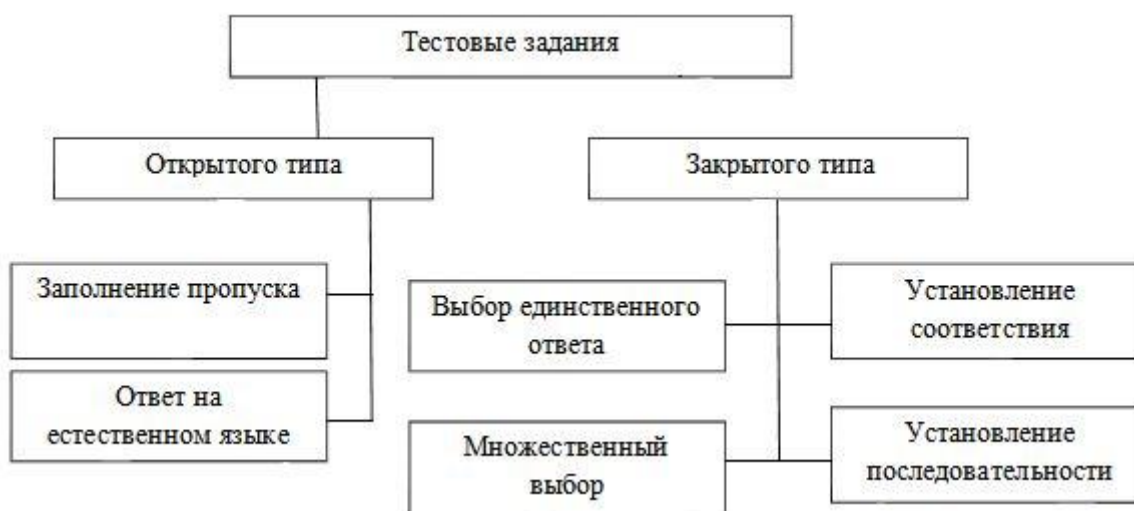 Тестовые задания
Открытого типа
Закрытого типа
Заполнение пропуска
Ответ на
естественном языке
Выбор единственного
ответа
Множественный
выбор
Установление
соответствия
Установление
последовательности